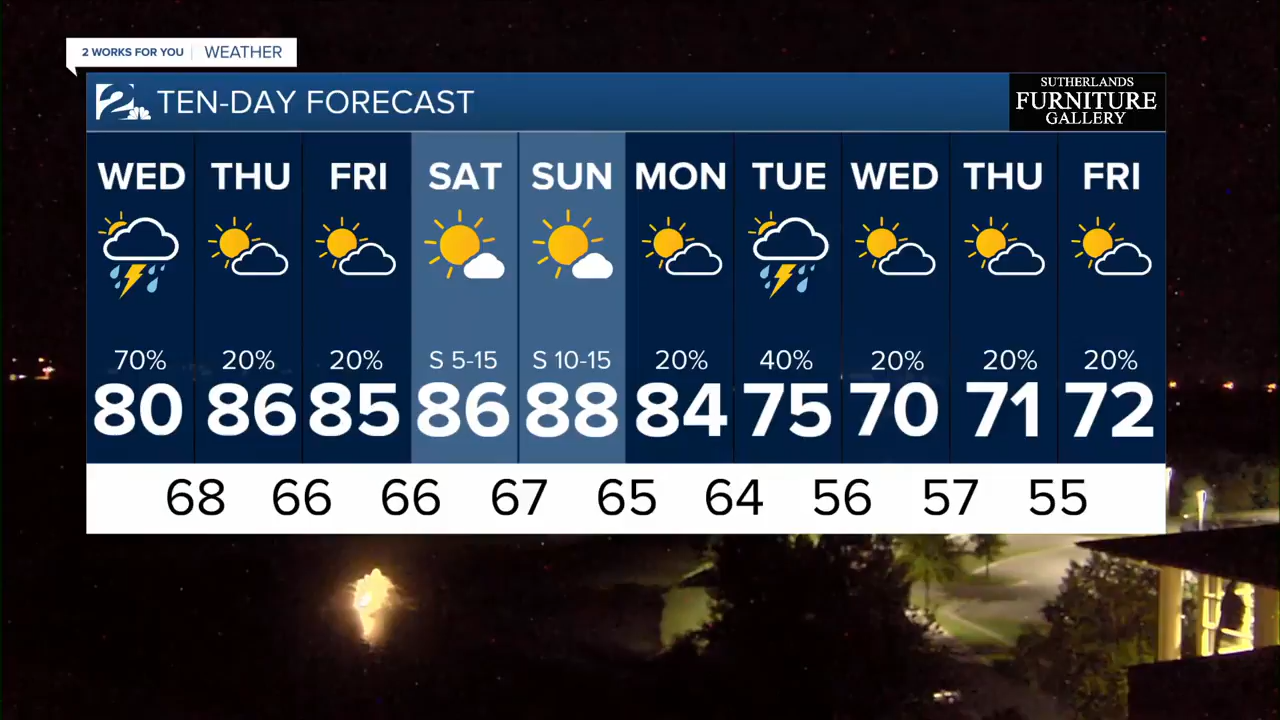 2 WORKS FOR YOU | WEATHER
2 TEN-DAY FORECAST
SUTHERLANDS
FURNITURE
GALLERY
WED THU FRI SAT SUN MON TUE WED THU FRI
70% 20% 20% S 5-15 S 10-15 20% 40% 20% 20% 20%
80 86 85 86 88 84 75 70 71 72
68 66 66 67 65 64 56 57 55